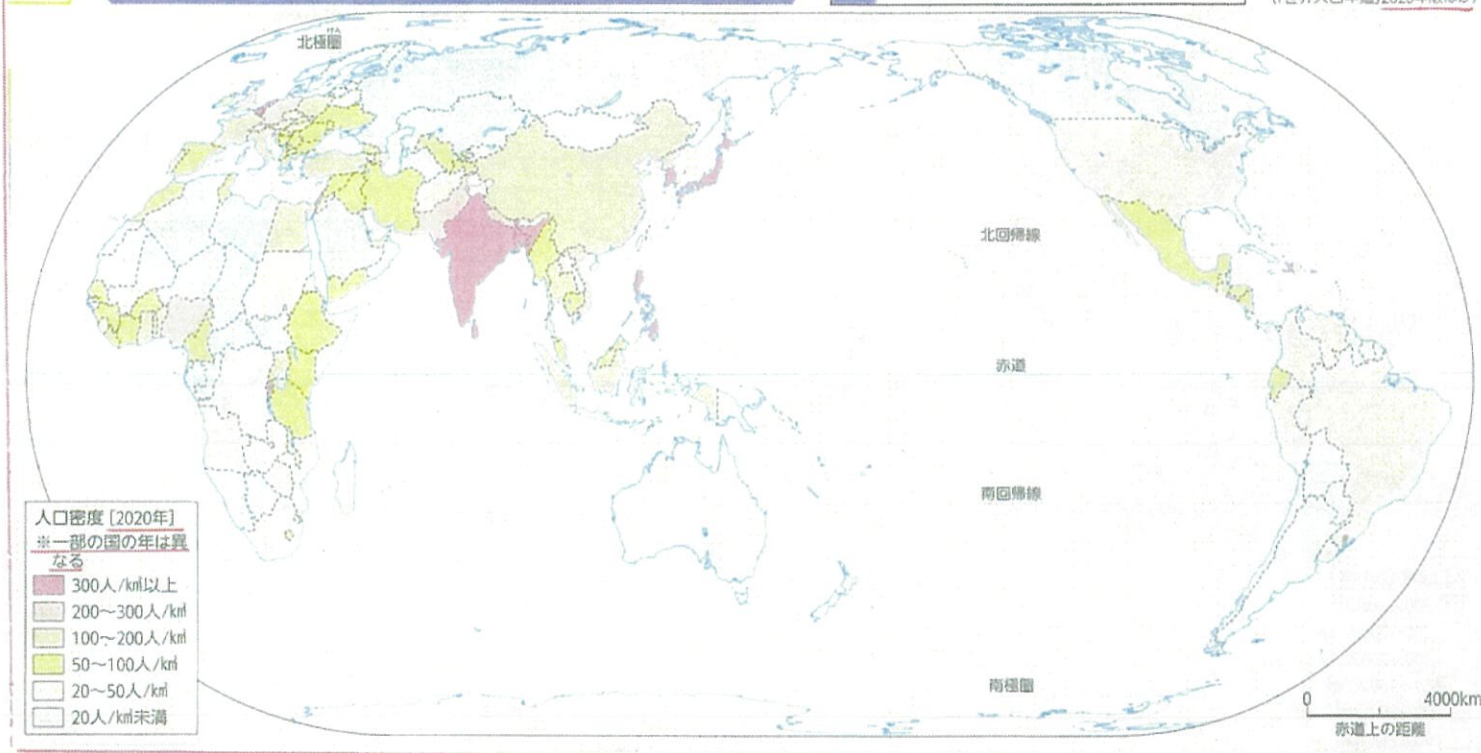 北極圏
けん
北回帰線
赤道
南回帰線
南極圏
人口密度 [2020年]
※一部の国の年は異
なる
300人/km²以上
200〜300人/km²
100〜200人/km²
50〜100人/km²
20〜50人/km²
20人/km²未満
0 4000km
赤道上の距離